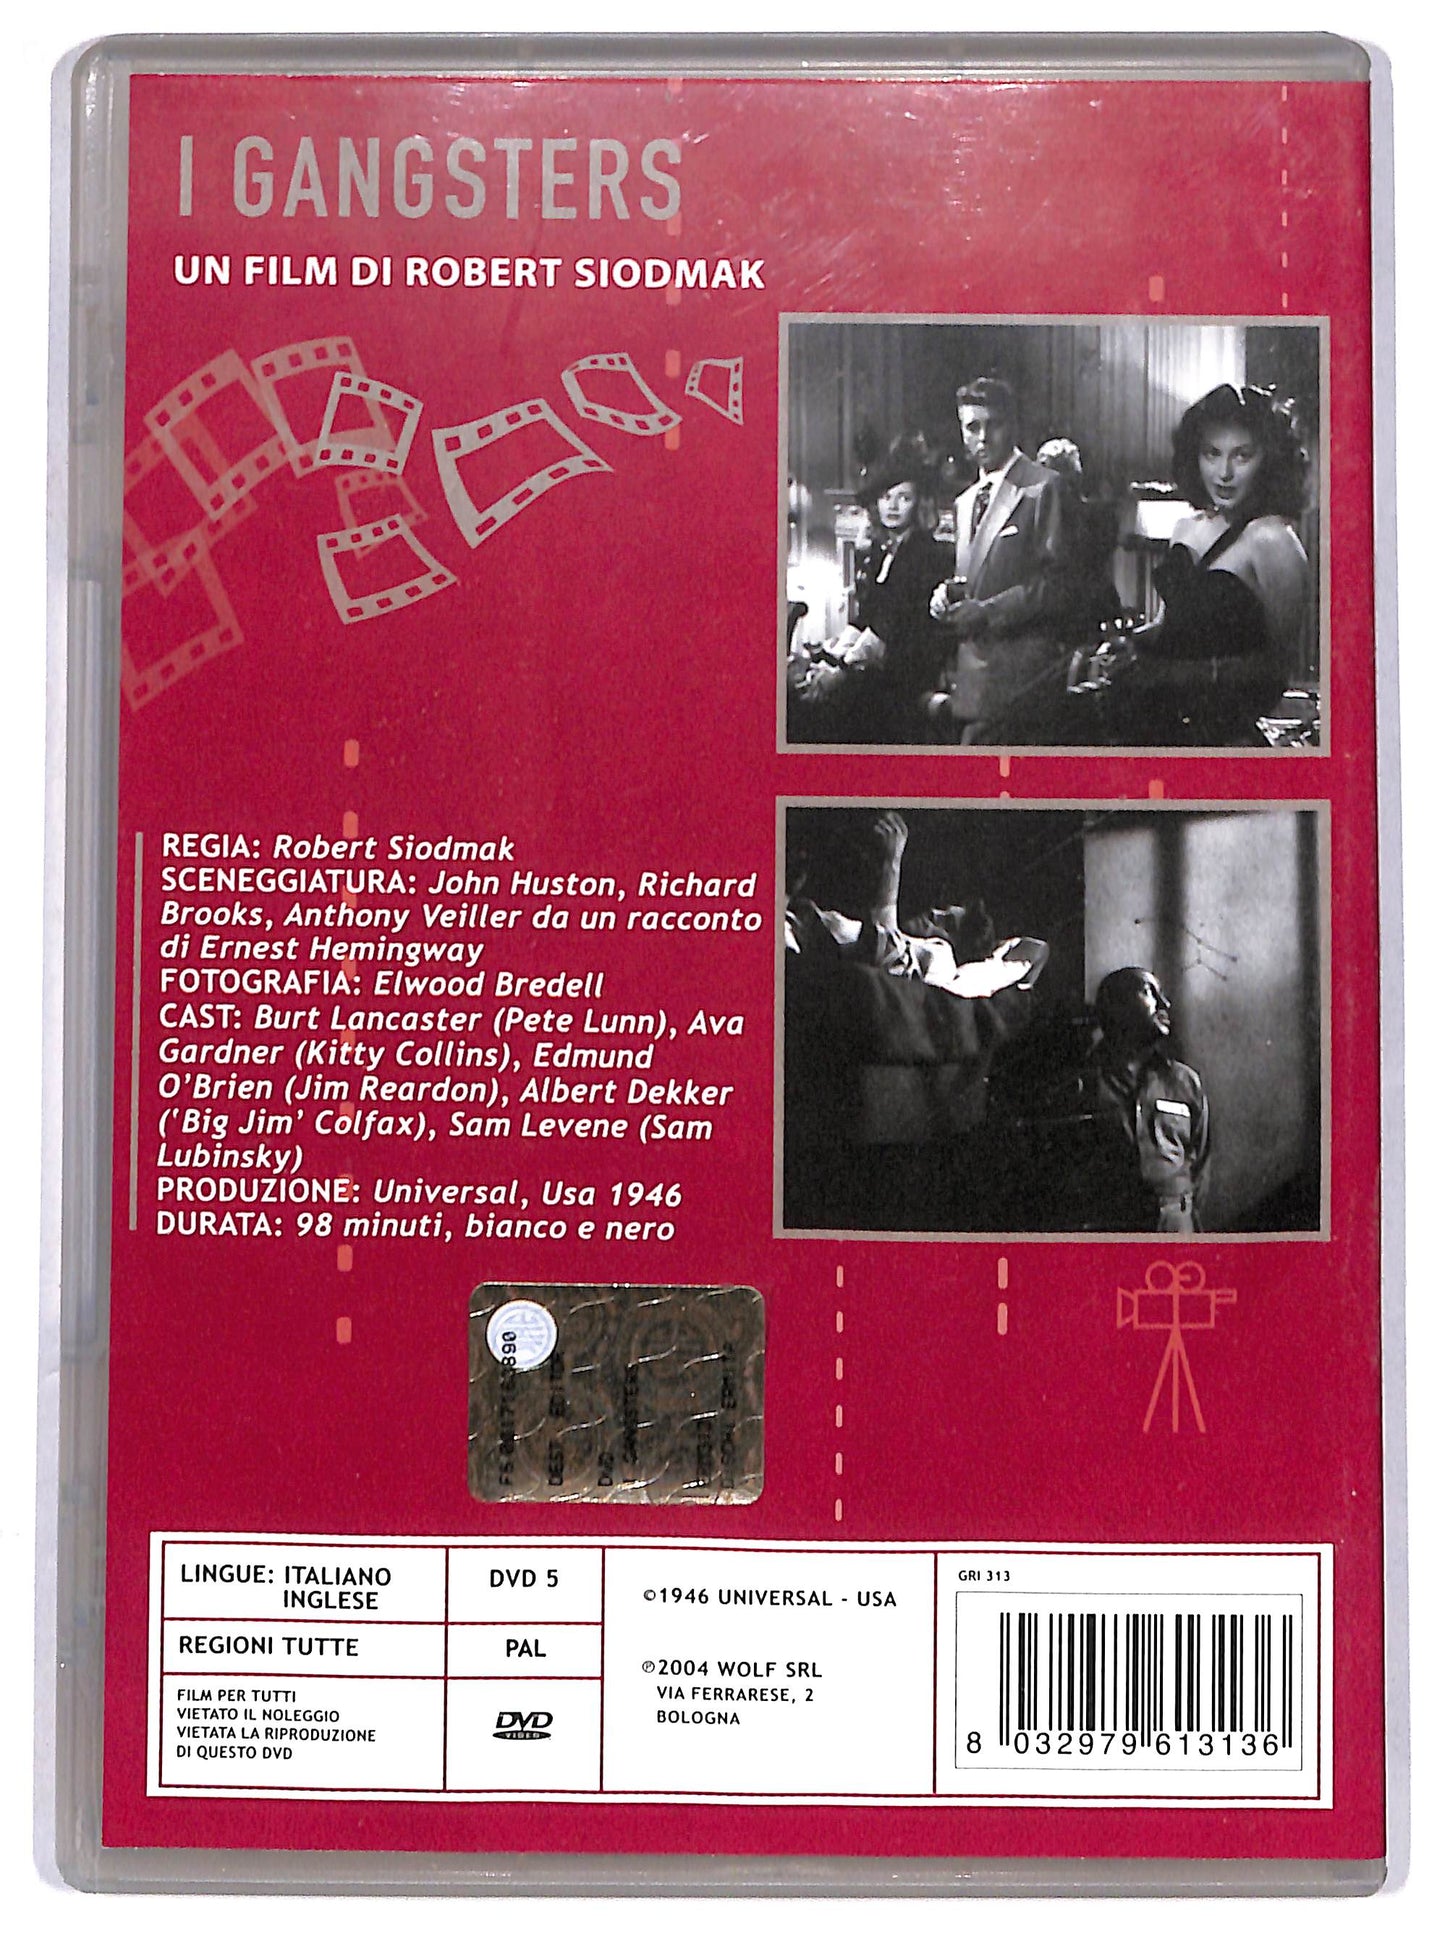 I GANGSTERS
UN FILM DI ROBERT SIODMAK
REGIA: Robert Siodmak
SCENEGGIATURA: John Huston, Richard
Brooks, Anthony Veiller da un racconto
di Ernest Hemingway
FOTOGRAFIA: Elwood Bredell
CAST: Burt Lancaster (Pete Lunn), Ava
Gardner (Kitty Collins), Edmund
O'Brien (Jim Reardon), Albert Dekker
('Big Jim' Colfax), Sam Levene (Sam
Lubinsky)
PRODUZIONE: Universal, Usa 1946
DURATA: 98 minuti, bianco e nero
DVD
I GANGSTERS
LINGUE: ITALIANO
INGLESE
REGIONI TUTTE
FILM PER TUTTI
VIETATO IL NOLEGGIO
VIETATA LA RIPRODUZIONE
DI QUESTO DVD
DVD 5
PAL
DVD
VIDEO
©1946 UNIVERSAL - USA
℗2004 WOLF SRL
VIA FERRARESE, 2
BOLOGNA
GRI 313
8 032979 613136